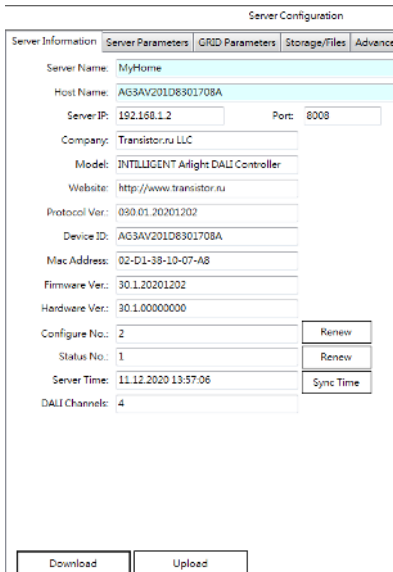 Server Configuration
Server Information Server Parameters GRID Parameters Storage/Files Advance
Server Name: MyHome
Host Name: AG3AV201D8301708A
Server IP: 192.168.1.2 Port: 8008
Company: Transistor.ru LLC
Model: INTILLIGENT Arlight DALI Controller
Website: http://www.transistor.ru
Protocol Ver.: 030.01.20201202
Device ID: AG3AV201D8301708A
Mac Address: 02-D1-38-10-07-A8
Firmware Ver.: 30.1.20201202
Hardware Ver.: 30.1.00000000
Configure No.: 2 Renew
Status No.: 1 Renew
Server Time: 11.12.2020 13:57:06 Sync Time
DALI Channels: 4
Download Upload